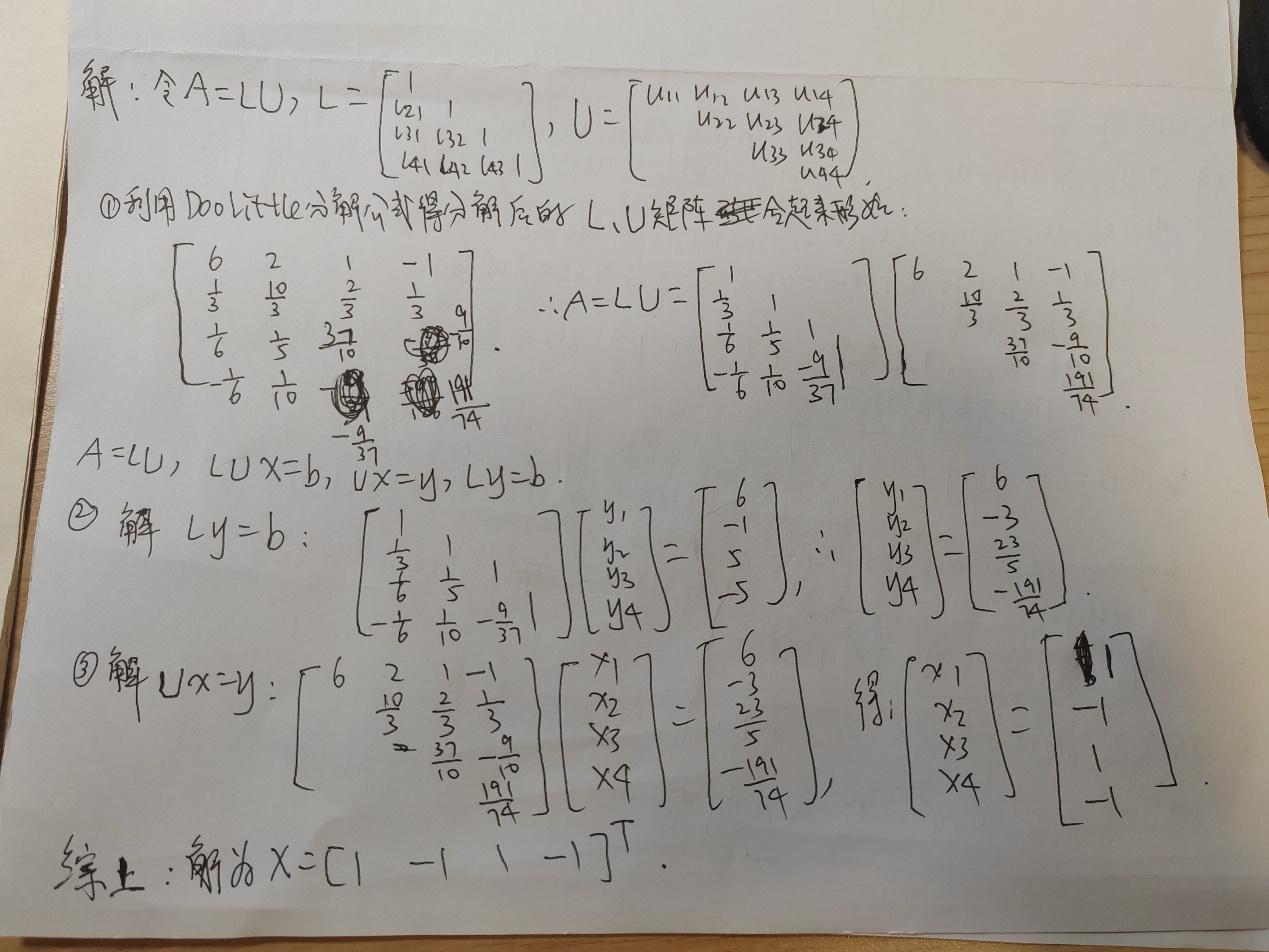 解：令A=LU, L=[1; l21 1; l31 l32 1; l41 l42 l43 1], U=[u11 u12 u13 u14; u22 u23 u24; u33 u34; u44],
①利用Doolittle分解公式得分解后的L、U矩阵合起来形如：
[6 2 1 -1; 1/3 10/3 2/3 1/3; 1/6 1/5 37/10 -9/10; -1/6 1/10 -9/37 191/74]. ∴A=LU=[1; 1/3 1; 1/6 1/5 1; -1/6 1/10 -9/37 1][6 2 1 -1; 10/3 2/3 1/3; 37/10 -9/10; 191/74].
A=LU, LUX=b, UX=y, Ly=b.
② 解 Ly=b: [1; 1/3 1; 1/6 1/5 1; -1/6 1/10 -9/37 1][y1; y2; y3; y4]=[6; -1; 5; -5], ∴[y1; y2; y3; y4]=[6; -3; 23/5; -191/74].
③ 解 Ux=y: [6 2 1 -1; 10/3 2/3 1/3; 37/10 -9/10; 191/74][x1; x2; x3; x4]=[6; -3; 23/5; -191/74], 得:[x1; x2; x3; x4]=[1; -1; 1; -1].
综上：解为X=[1 -1 1 -1]^T.